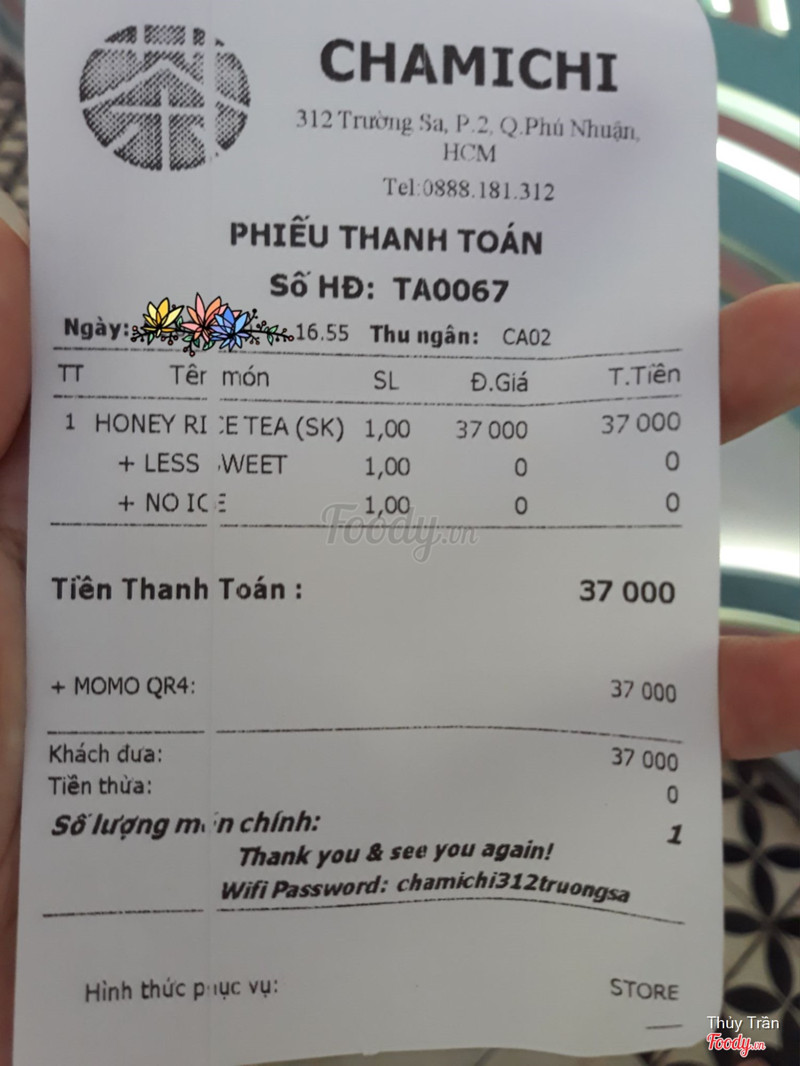 CHAMICHI
312 Trường Sa, P.2, Q.Phú Nhuận,
HCM
Tel:0888.181.312
PHIẾU THANH TOÁN
Số HĐ: TA0067
Ngày: 16.55 Thu ngân: CA02
TT Tên món SL Đ.Giá T.Tiền
1 HONEY RICE TEA (SK) 1,00 37 000 37 000
+ LESS SWEET 1,00 0 0
+ NO ICE 1,00 0 0
Foody.vn
Tiền Thanh Toán : 37 000
+ MOMO QR4: 37 000
Khách đưa: 37 000
Tiền thừa: 0
Số lượng món chính: 1
Thank you & see you again!
Wifi Password: chamichi312truongsa
Hình thức phục vụ: STORE
Thủy Trần
Foody.vn